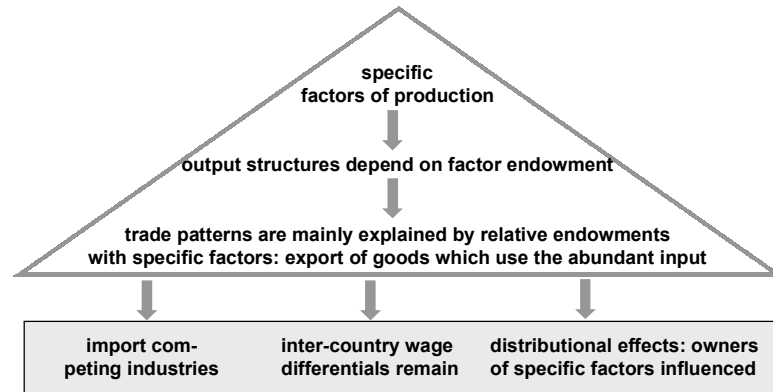 specific
factors of production
output structures depend on factor endowment
trade patterns are mainly explained by relative endowments
with specific factors: export of goods which use the abundant input
import com-
peting industries
inter-country wage
differentials remain
distributional effects: owners
of specific factors influenced